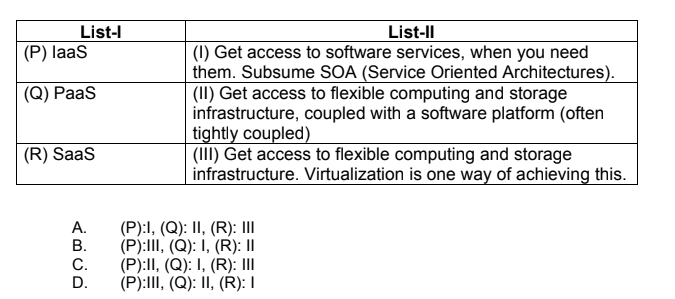 List-I List-II
(P) IaaS (I) Get access to software services, when you need
them. Subsume SOA (Service Oriented Architectures).
(Q) PaaS (II) Get access to flexible computing and storage
infrastructure, coupled with a software platform (often
tightly coupled)
(R) SaaS (III) Get access to flexible computing and storage
infrastructure. Virtualization is one way of achieving this.
A. (P):I, (Q): II, (R): III
B. (P):III, (Q): I, (R): II
C. (P):II, (Q): I, (R): III
D. (P):III, (Q): II, (R): I